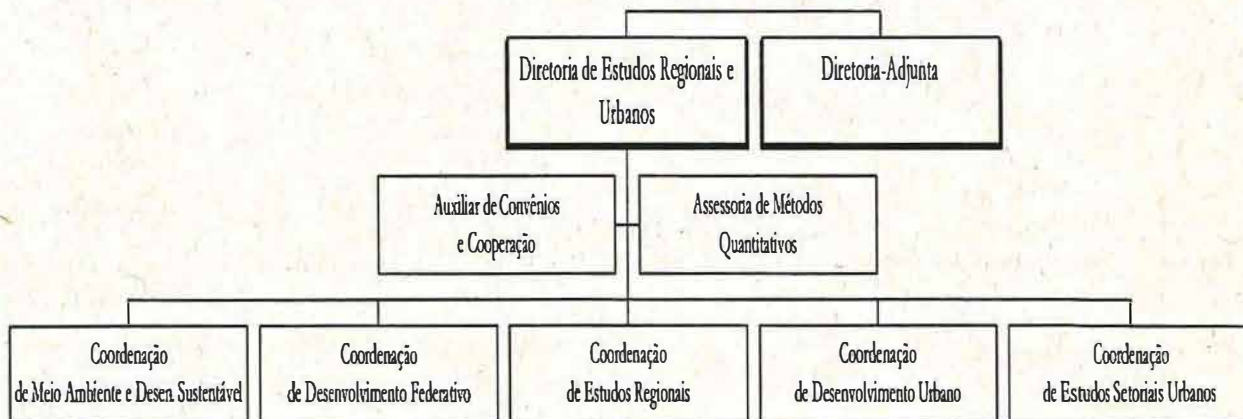 Diretoria de Estudos Regionais e
Urbanos
Diretoria-Adjunta
Auxiliar de Convênios
e Cooperação
Assessoria de Métodos
Quantitativos
Coordenação
de Meio Ambiente e Desen. Sustentável
Coordenação
de Desenvolvimento Federativo
Coordenação
de Estudos Regionais
Coordenação
de Desenvolvimento Urbano
Coordenação
de Estudos Setoriais Urbanos